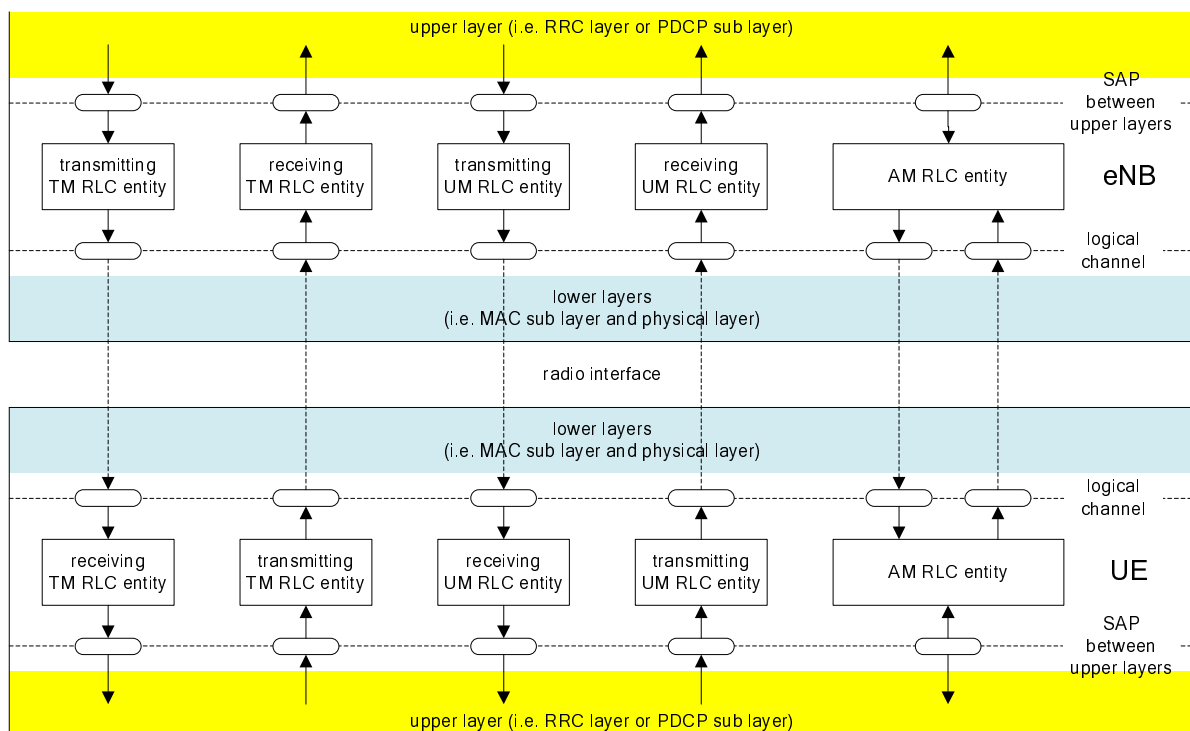 upper layer (i.e. RRC layer or PDCP sub layer)
SAP
between
upper layers
transmitting
TM RLC entity
receiving
TM RLC entity
transmitting
UM RLC entity
receiving
UM RLC entity
AM RLC entity
eNB
logical
channel
lower layers
(i.e. MAC sub layer and physical layer)
radio interface
lower layers
(i.e. MAC sub layer and physical layer)
logical
channel
receiving
TM RLC entity
transmitting
TM RLC entity
receiving
UM RLC entity
transmitting
UM RLC entity
AM RLC entity
UE
SAP
between
upper layers
upper layer (i.e. RRC layer or PDCP sub layer)